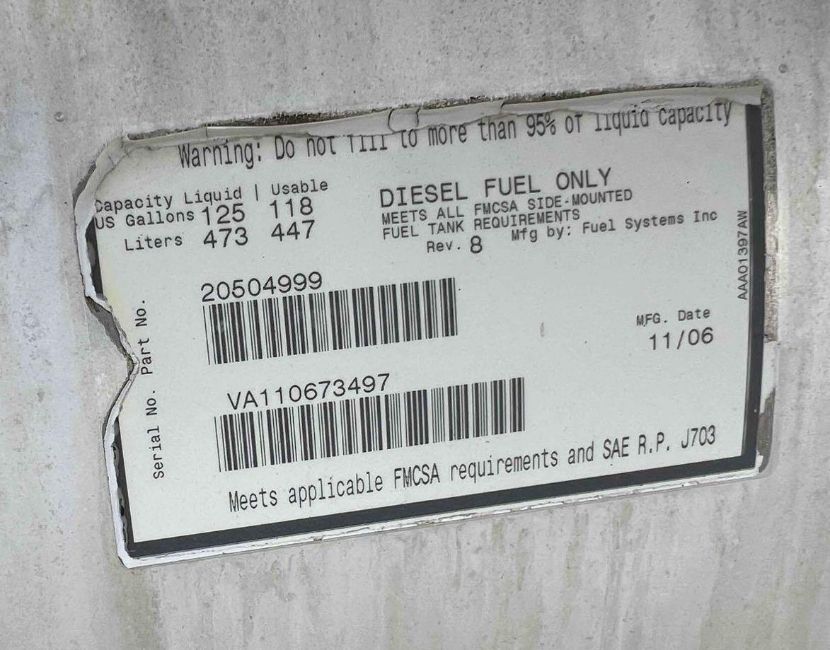 Warning: Do not fill to more than 95% of liquid capacity
Capacity Liquid | Usable
US Gallons 125 118
Liters 473 447
DIESEL FUEL ONLY
MEETS ALL FMCSA SIDE-MOUNTED
FUEL TANK REQUIREMENTS
Rev. 8 Mfg by: Fuel Systems Inc
AAA01397AW
Part No.
20504999
MFG. Date
11/06
Serial No.
VA110673497
Meets applicable FMCSA requirements and SAE R.P. J703